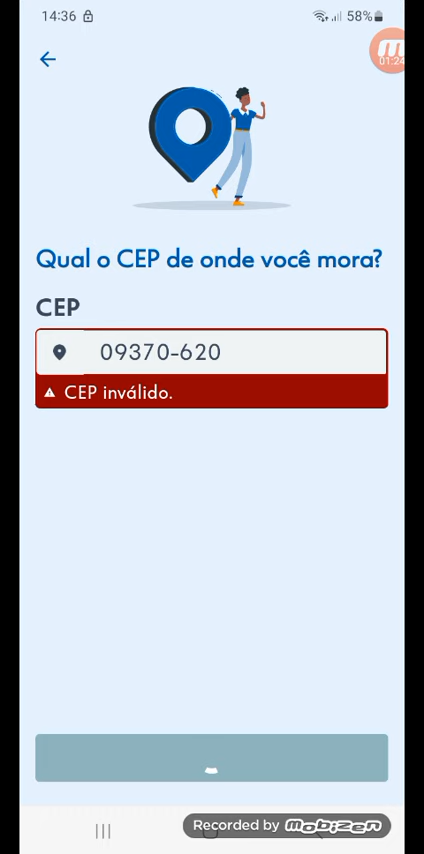 14:36
58%
01:24
Qual o CEP de onde você mora?
CEP
09370-620
CEP inválido.
Recorded by Mobizen